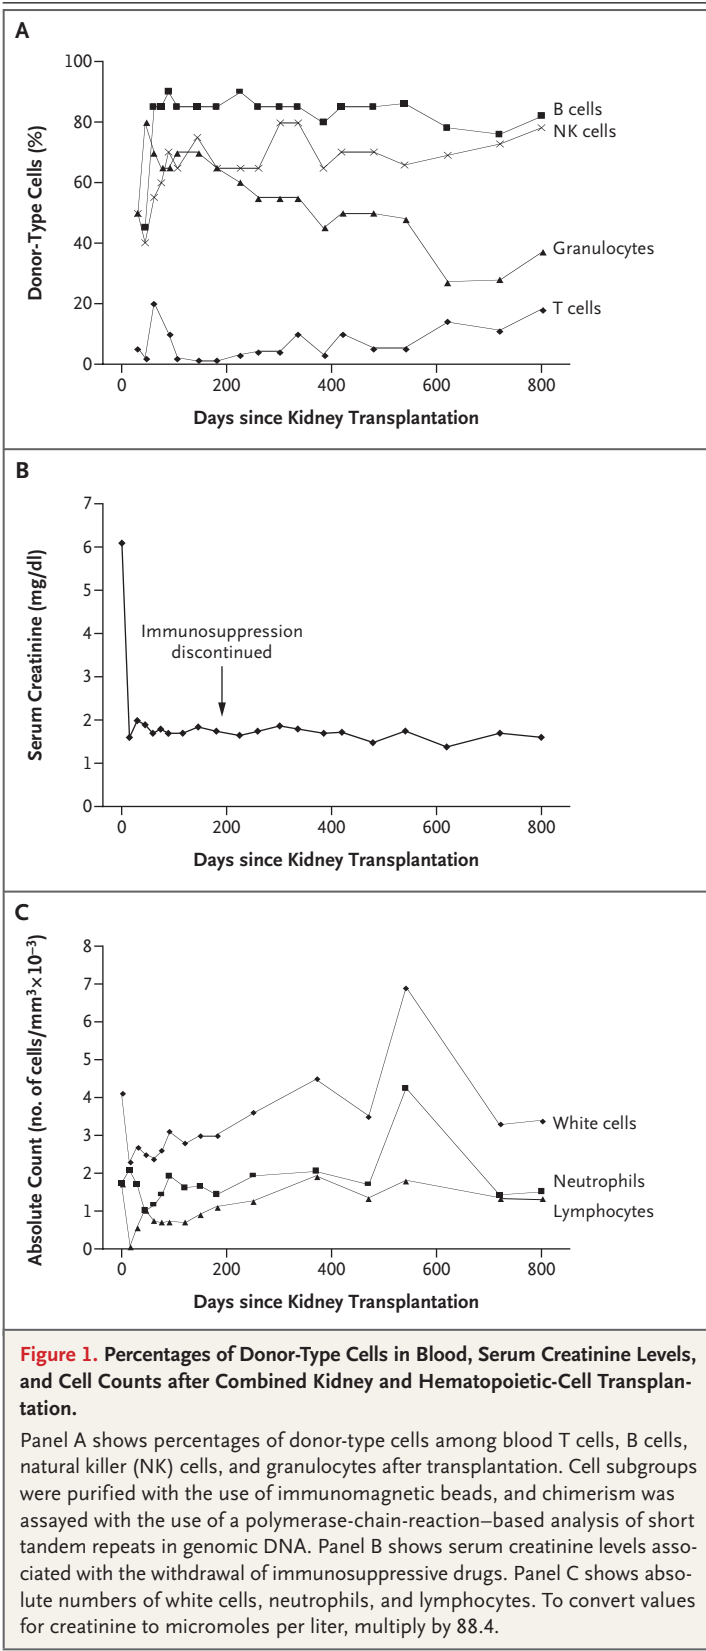 A
100
80
60
40
20
0
Donor-Type Cells (%)
B cells
NK cells
Granulocytes
T cells
0 200 400 600 800
Days since Kidney Transplantation
B
7
6
5
4
3
2
1
0
Serum Creatinine (mg/dl)
Immunosuppression
discontinued
0 200 400 600 800
Days since Kidney Transplantation
C
8
7
6
5
4
3
2
1
0
Absolute Count (no. of cells/mm³×10⁻³)
White cells
Neutrophils
Lymphocytes
0 200 400 600 800
Days since Kidney Transplantation
Figure 1. Percentages of Donor-Type Cells in Blood, Serum Creatinine Levels,
and Cell Counts after Combined Kidney and Hematopoietic-Cell Transplan-
tation.
Panel A shows percentages of donor-type cells among blood T cells, B cells,
natural killer (NK) cells, and granulocytes after transplantation. Cell subgroups
were purified with the use of immunomagnetic beads, and chimerism was
assayed with the use of a polymerase-chain-reaction–based analysis of short
tandem repeats in genomic DNA. Panel B shows serum creatinine levels asso-
ciated with the withdrawal of immunosuppressive drugs. Panel C shows abso-
lute numbers of white cells, neutrophils, and lymphocytes. To convert values
for creatinine to micromoles per liter, multiply by 88.4.